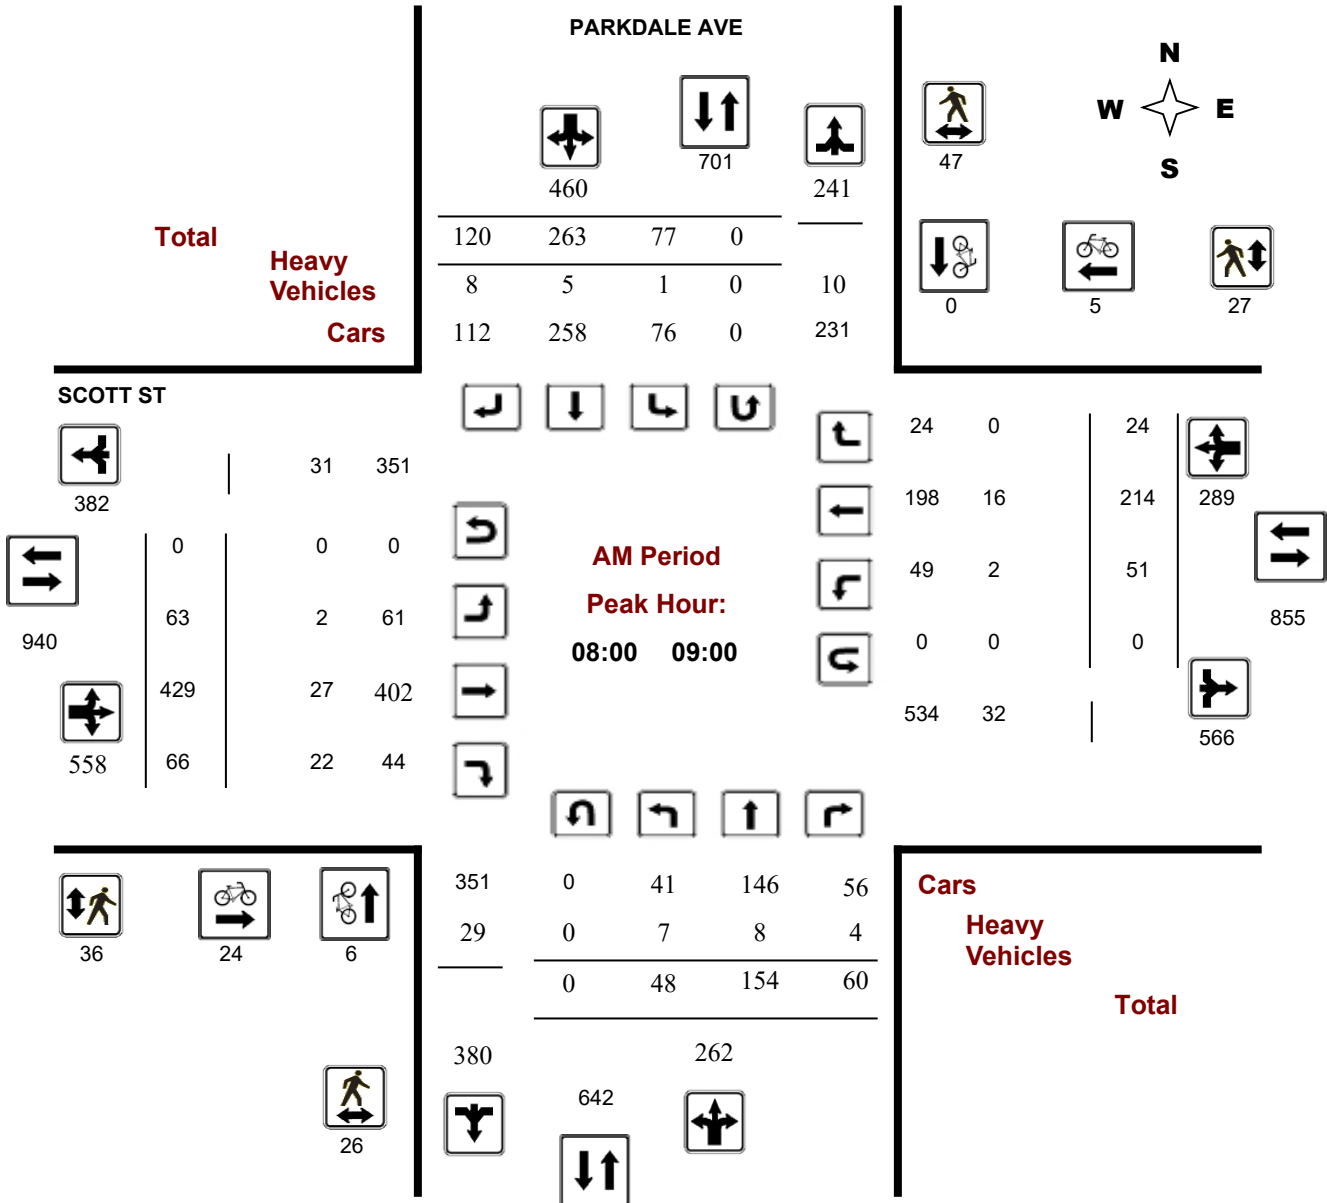 PARKDALE AVE
N
W E
S
701
47
460 241
Total
120 263 77 0
Heavy
Vehicles
8 5 1 0 10
0 5 27
Cars
112 258 76 0 231
SCOTT ST
24 0 24
31 351
382
198 16 214 289
0 0 0
AM Period
49 2 51
Peak Hour:
63 2 61
855
940
08:00 09:00
0 0 0
429 27 402
534 32
566
558 66 22 44
351 0 41 146 56
Cars
29 0 7 8 4
Heavy
Vehicles
36 24 6
0 48 154 60
Total
380 262
642
26